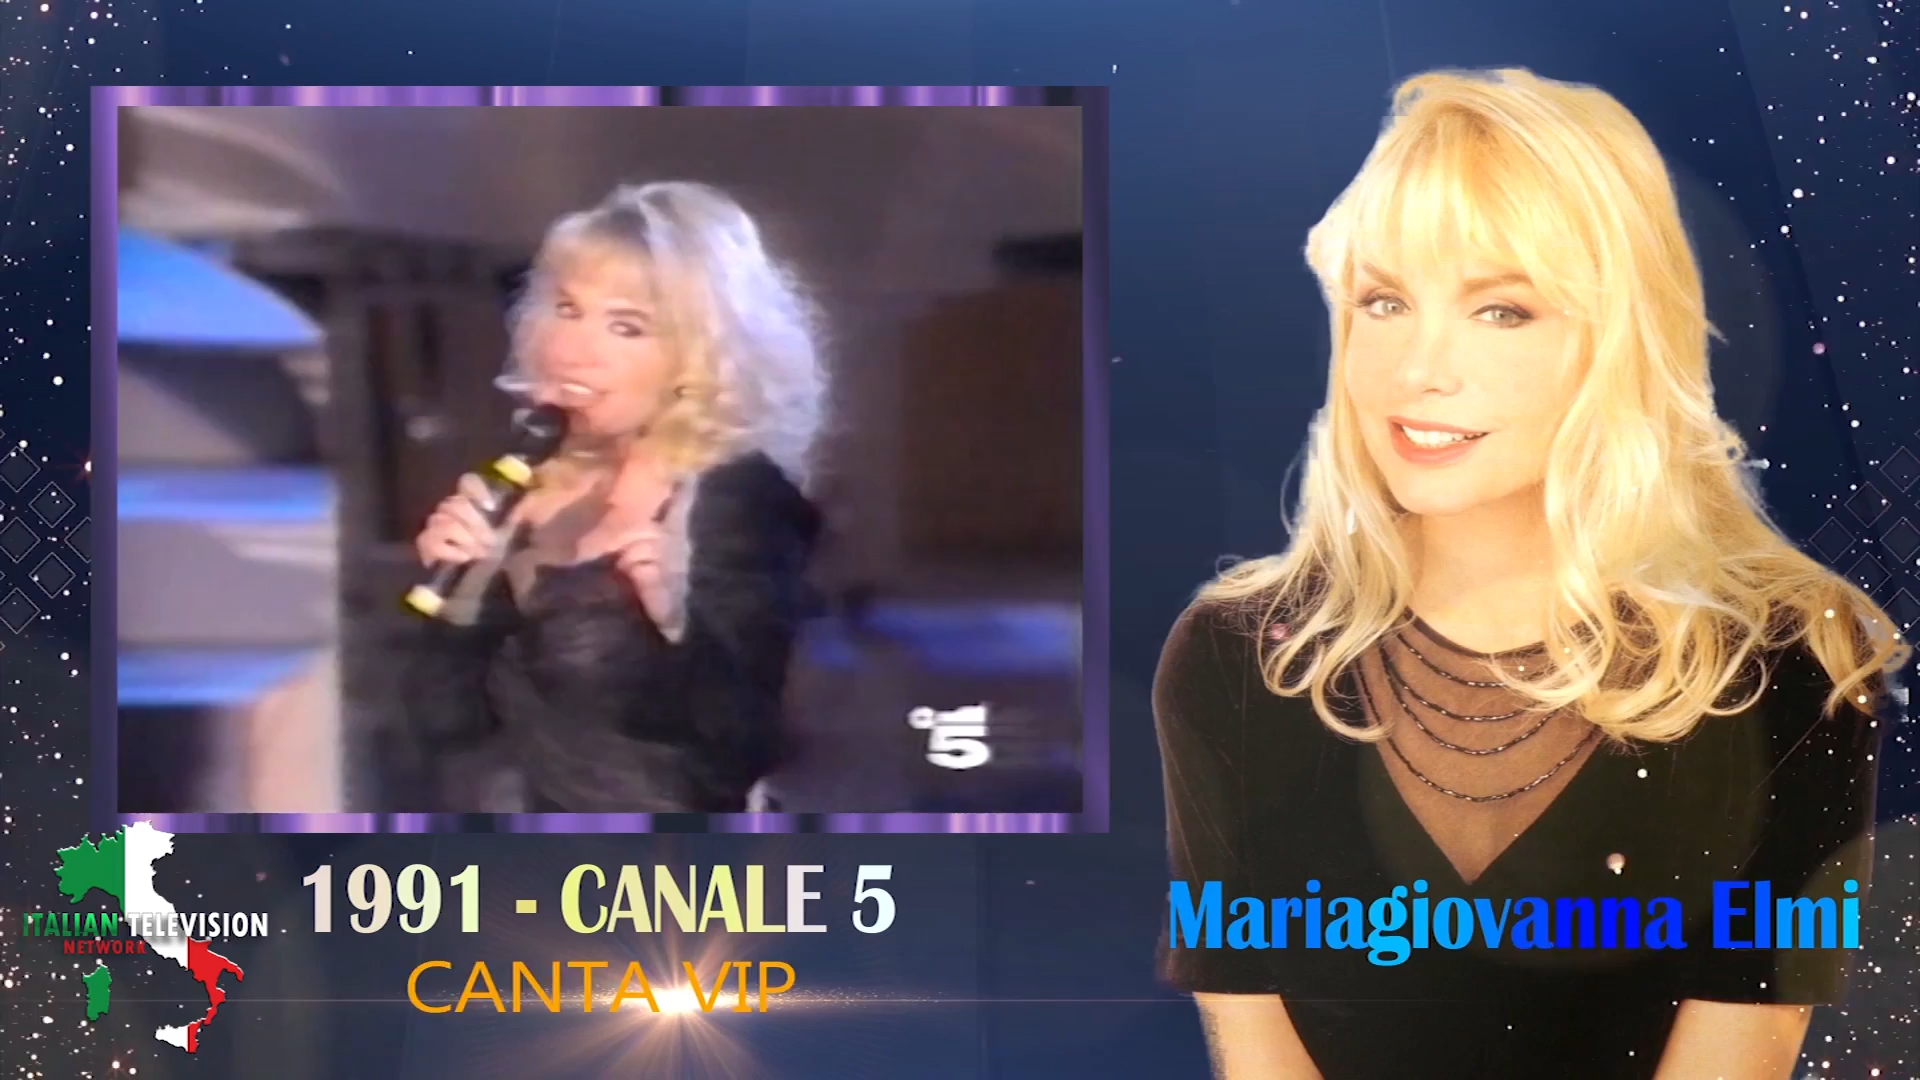 5
ITALIAN TELEVISION
NETWORK
1991 - CANALE 5
CANTA VIP
Mariagiovanna Elmi